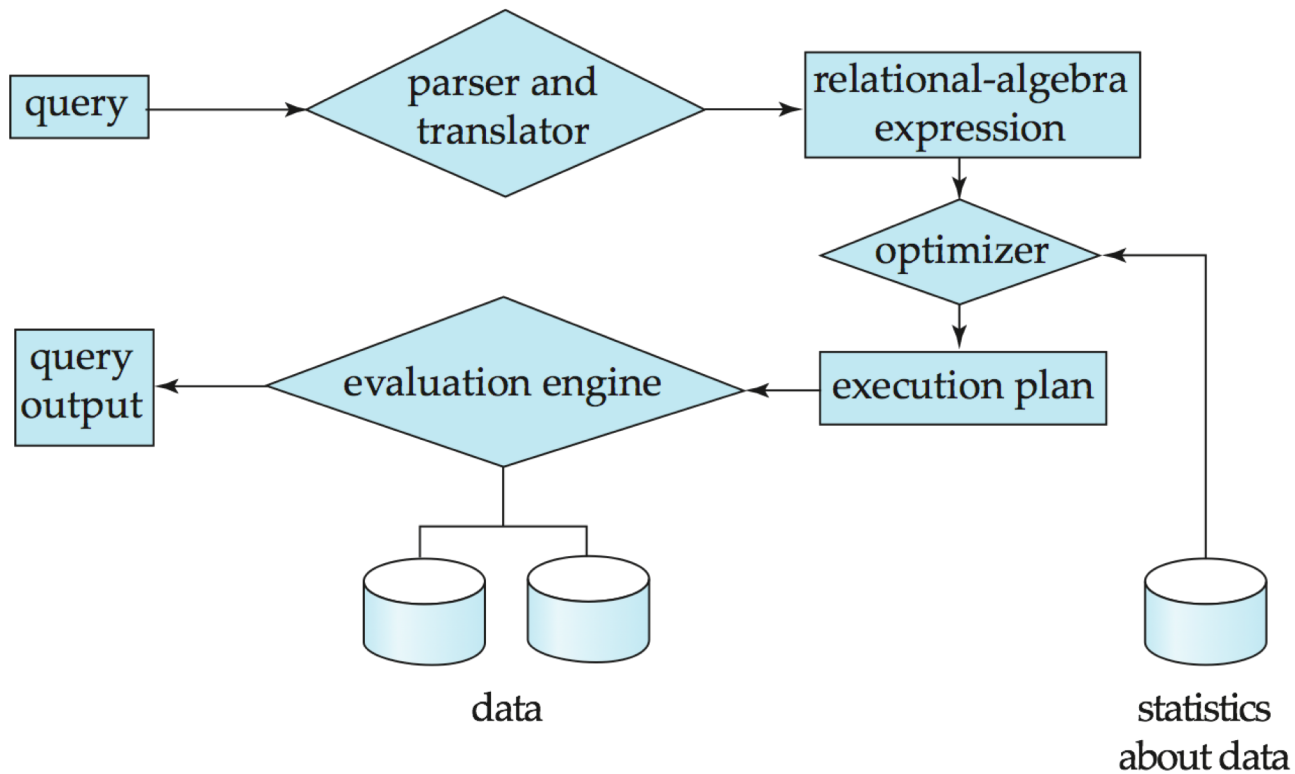 query
parser and
translator
relational-algebra
expression
optimizer
execution plan
evaluation engine
query
output
data
statistics
about data